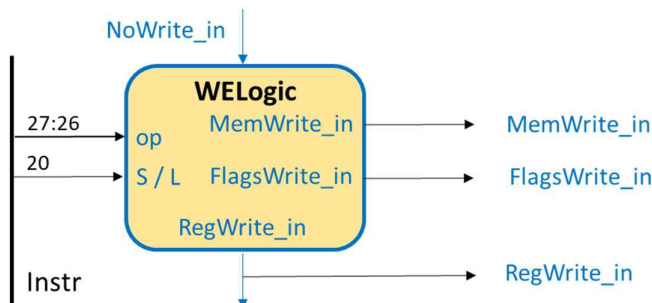 NoWrite_in
WELogic
27:26
op
MemWrite_in
MemWrite_in
20
S / L
FlagsWrite_in
FlagsWrite_in
RegWrite_in
Instr
RegWrite_in